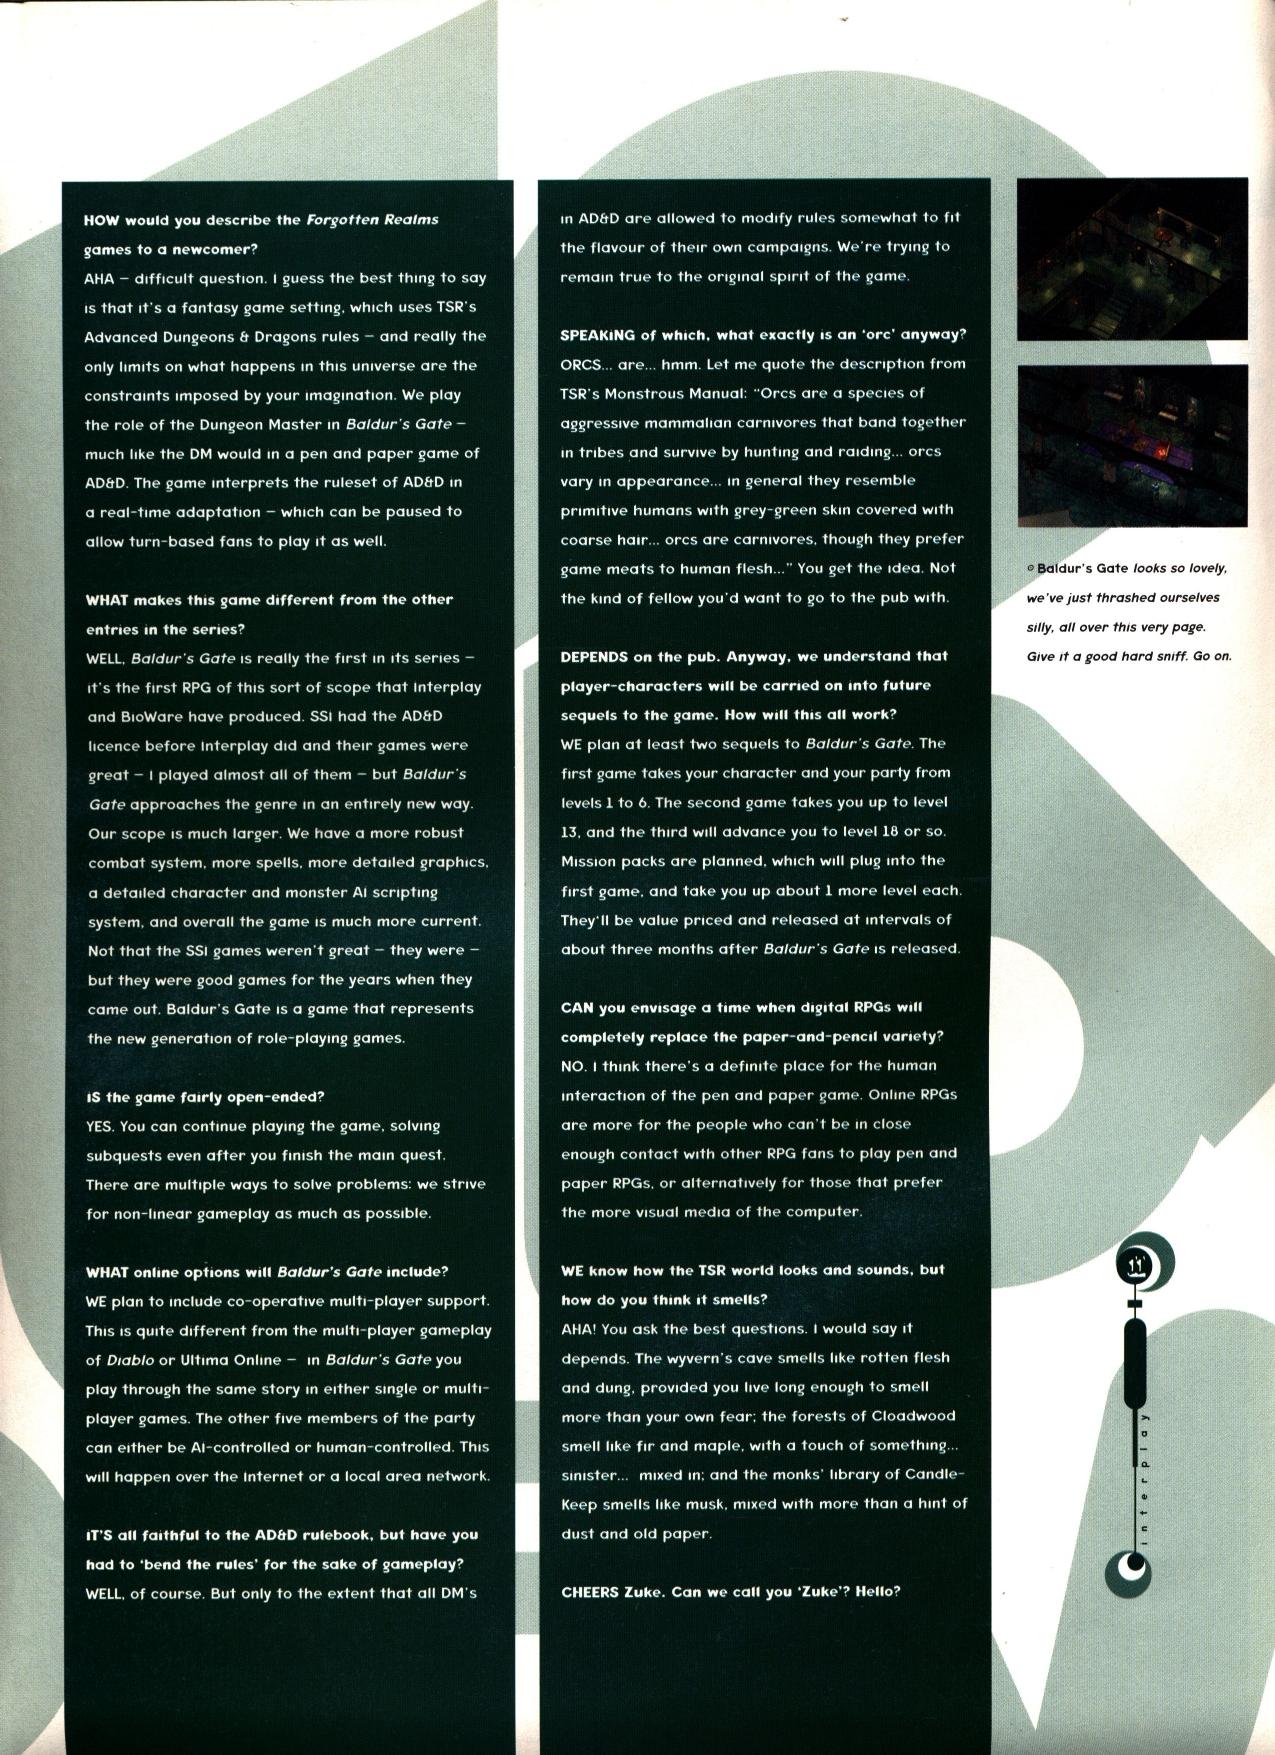 HOW would you describe the Forgotten Realms
games to a newcomer?
AHA – difficult question. I guess the best thing to say
is that it's a fantasy game setting, which uses TSR's
Advanced Dungeons & Dragons rules – and really the
only limits on what happens in this universe are the
constraints imposed by your imagination. We play
the role of the Dungeon Master in Baldur's Gate –
much like the DM would in a pen and paper game of
AD&D. The game interprets the ruleset of AD&D in
a real-time adaptation – which can be paused to
allow turn-based fans to play it as well.
WHAT makes this game different from the other
entries in the series?
WELL, Baldur's Gate is really the first in its series –
it's the first RPG of this sort of scope that Interplay
and BioWare have produced. SSI had the AD&D
licence before Interplay did and their games were
great – I played almost all of them – but Baldur's
Gate approaches the genre in an entirely new way.
Our scope is much larger. We have a more robust
combat system, more spells, more detailed graphics,
a detailed character and monster AI scripting
system, and overall the game is much more current.
Not that the SSI games weren't great – they were –
but they were good games for the years when they
came out. Baldur's Gate is a game that represents
the new generation of role-playing games.
IS the game fairly open-ended?
YES. You can continue playing the game, solving
subquests even after you finish the main quest.
There are multiple ways to solve problems: we strive
for non-linear gameplay as much as possible.
WHAT online options will Baldur's Gate include?
WE plan to include co-operative multi-player support.
This is quite different from the multi-player gameplay
of Diablo or Ultima Online – in Baldur's Gate you
play through the same story in either single or multi-
player games. The other five members of the party
can either be AI-controlled or human-controlled. This
will happen over the Internet or a local area network.
IT'S all faithful to the AD&D rulebook, but have you
had to 'bend the rules' for the sake of gameplay?
WELL, of course. But only to the extent that all DM's
in AD&D are allowed to modify rules somewhat to fit
the flavour of their own campaigns. We're trying to
remain true to the original spirit of the game.
SPEAKING of which, what exactly is an 'orc' anyway?
ORCS... are... hmm. Let me quote the description from
TSR's Monstrous Manual: "Orcs are a species of
aggressive mammalian carnivores that band together
in tribes and survive by hunting and raiding... orcs
vary in appearance... in general they resemble
primitive humans with grey-green skin covered with
coarse hair... orcs are carnivores, though they prefer
game meats to human flesh..." You get the idea. Not
the kind of fellow you'd want to go to the pub with.
DEPENDS on the pub. Anyway, we understand that
player-characters will be carried on into future
sequels to the game. How will this all work?
WE plan at least two sequels to Baldur's Gate. The
first game takes your character and your party from
levels 1 to 6. The second game takes you up to level
13, and the third will advance you to level 18 or so.
Mission packs are planned, which will plug into the
first game, and take you up about 1 more level each.
They'll be value priced and released at intervals of
about three months after Baldur's Gate is released.
CAN you envisage a time when digital RPGs will
completely replace the paper-and-pencil variety?
NO. I think there's a definite place for the human
interaction of the pen and paper game. Online RPGs
are more for the people who can't be in close
enough contact with other RPG fans to play pen and
paper RPGs, or alternatively for those that prefer
the more visual media of the computer.
WE know how the TSR world looks and sounds, but
how do you think it smells?
AHA! You ask the best questions. I would say it
depends. The wyvern's cave smells like rotten flesh
and dung, provided you live long enough to smell
more than your own fear; the forests of Cloadwood
smell like fir and maple, with a touch of something...
sinister... mixed in; and the monks' library of Candle-
Keep smells like musk, mixed with more than a hint of
dust and old paper.
CHEERS Zuke. Can we call you 'Zuke'? Hello?
Baldur's Gate looks so lovely,
we've just thrashed ourselves
silly, all over this very page.
Give it a good hard sniff. Go on.
11
interplay